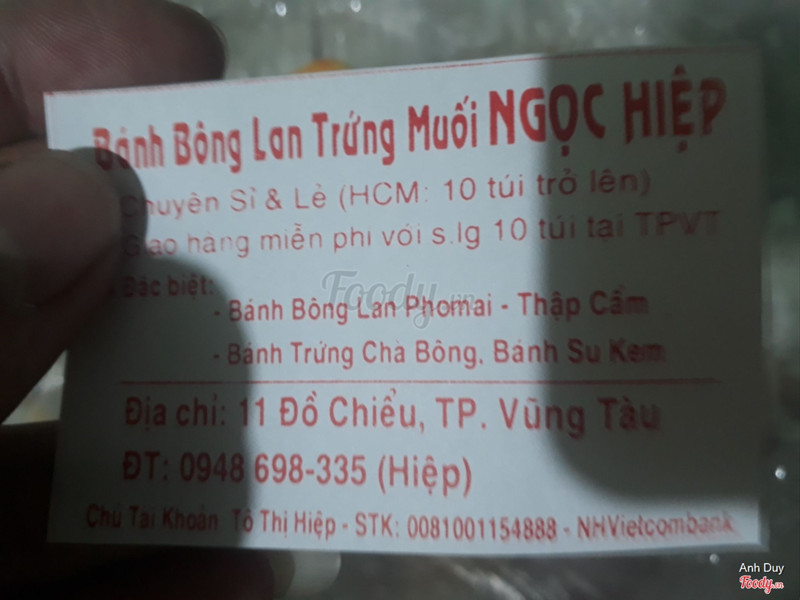 Bánh Bông Lan Trứng Muối NGỌC HIỆP
Chuyên Sỉ & Lẻ (HCM: 10 túi trở lên)
Giao hàng miễn phí với s.lg 10 túi tại TPVT
Đặc biệt:
- Bánh Bông Lan Phomai - Thập Cẩm
- Bánh Trứng Chà Bông, Bánh Su Kem
Địa chỉ: 11 Đồ Chiểu, TP. Vũng Tàu
ĐT: 0948 698-335 (Hiệp)
Chủ Tài Khoản Tô Thị Hiệp - STK: 0081001154888 - NHVietcombank
Foody.vn
Anh Duy
Foody.vn